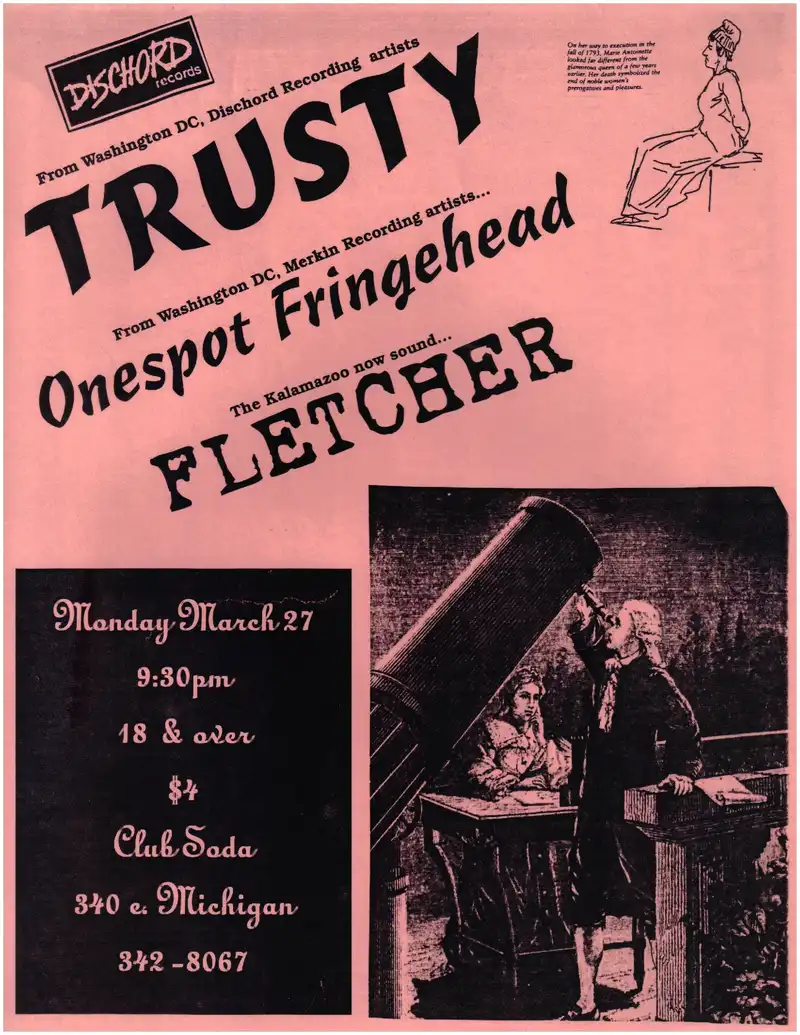 DISCHORD
records
From Washington DC, Dischord Recording artists
TRUSTY
From Washington DC, Merkin Recording artists...
Onespot Fringehead
The Kalamazoo now sound...
FLETCHER
On her way to execution in the
fall of 1793, Marie Antoinette
looked far different from the
glamorous queen of a few years
earlier. Her death symbolized the
end of noble women's
prerogatives and pleasures.
Monday March 27
9:30pm
18 & over
$4
Club Soda
340 e. Michigan
342-8067